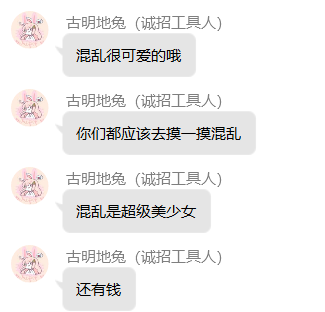 古明地兔（诚招工具人）
混乱很可爱的哦
古明地兔（诚招工具人）
你们都应该去摸一摸混乱
古明地兔（诚招工具人）
混乱是超级美少女
古明地兔（诚招工具人）
还有钱